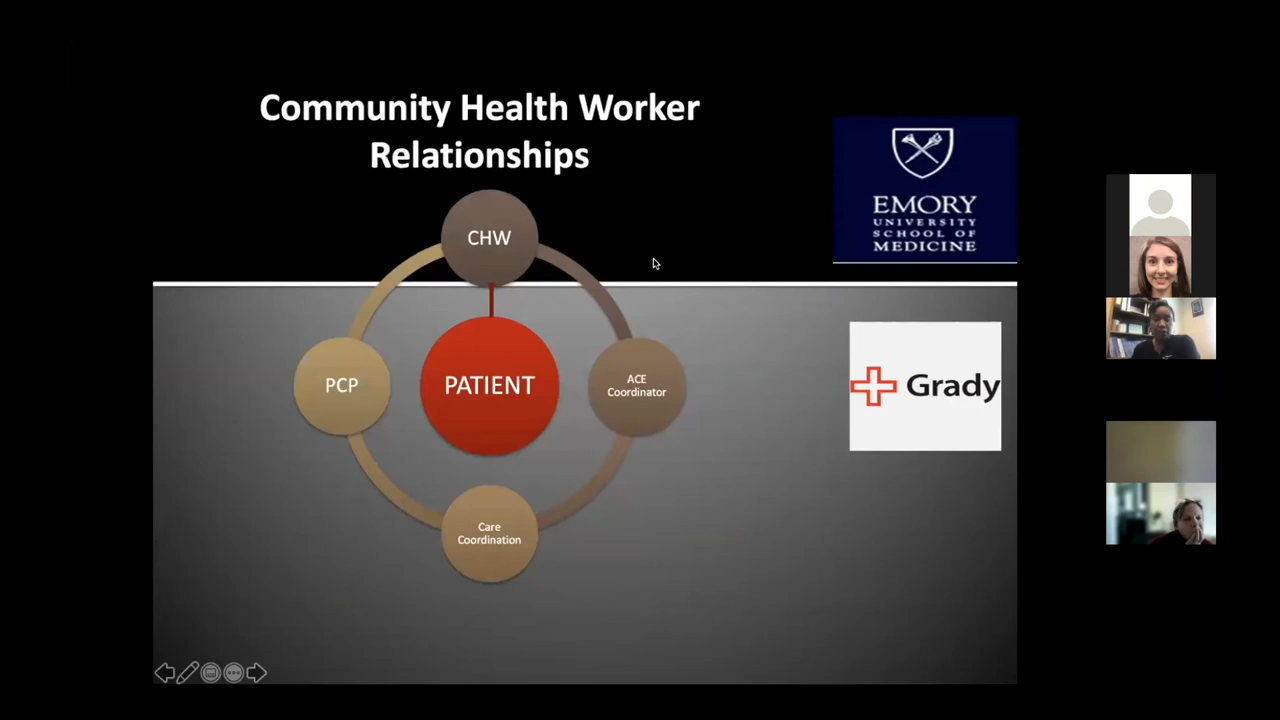 Community Health Worker
Relationships
CHW
EMORY
UNIVERSITY
SCHOOL OF
MEDICINE
PCP
PATIENT
ACE
Coordinator
Grady
Care
Coordination